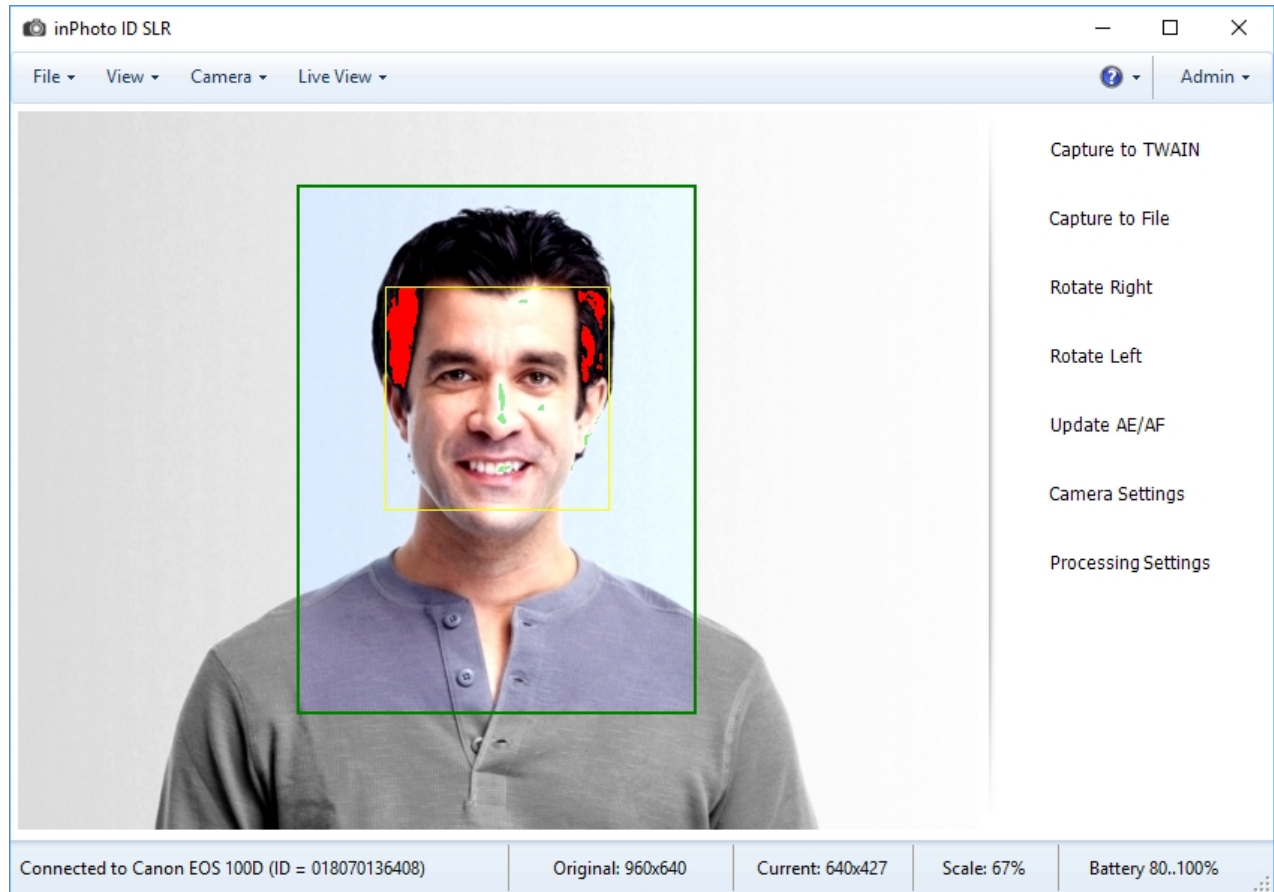 inPhoto ID SLR
File View Camera Live View ? Admin
Capture to TWAIN
Capture to File
Rotate Right
Rotate Left
Update AE/AF
Camera Settings
Processing Settings
Connected to Canon EOS 100D (ID = 018070136408) Original: 960x640 Current: 640x427 Scale: 67% Battery 80..100%